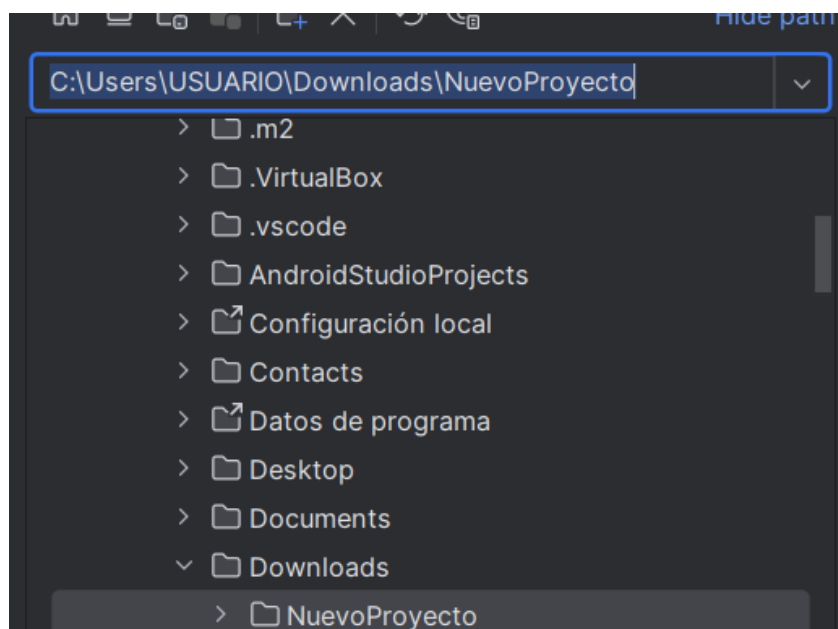 Hide path
C:\Users\USUARIO\Downloads\NuevoProyecto
.m2
.VirtualBox
.vscode
AndroidStudioProjects
Configuración local
Contacts
Datos de programa
Desktop
Documents
Downloads
NuevoProyecto